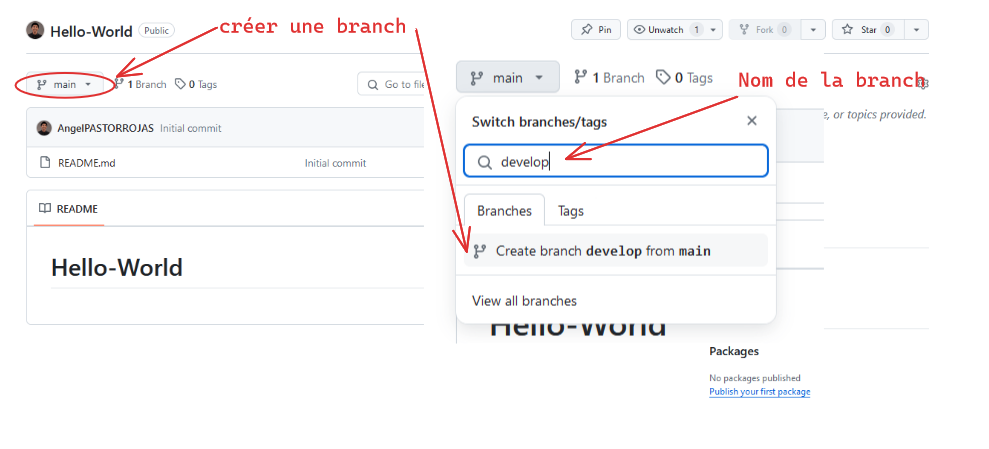 créer une branch
Hello-World Public
Pin
Unwatch 1
Fork 0
Star 0
main
1 Branch
0 Tags
Go to file
main
1 Branch
0 Tags
Nom de la branch
, or topics provided.
AngelPASTORROJAS Initial commit
README.md Initial commit
README
Hello-World
Switch branches/tags
develop
Branches
Tags
Create branch develop from main
View all branches
Hello-World
Packages
No packages published
Publish your first package